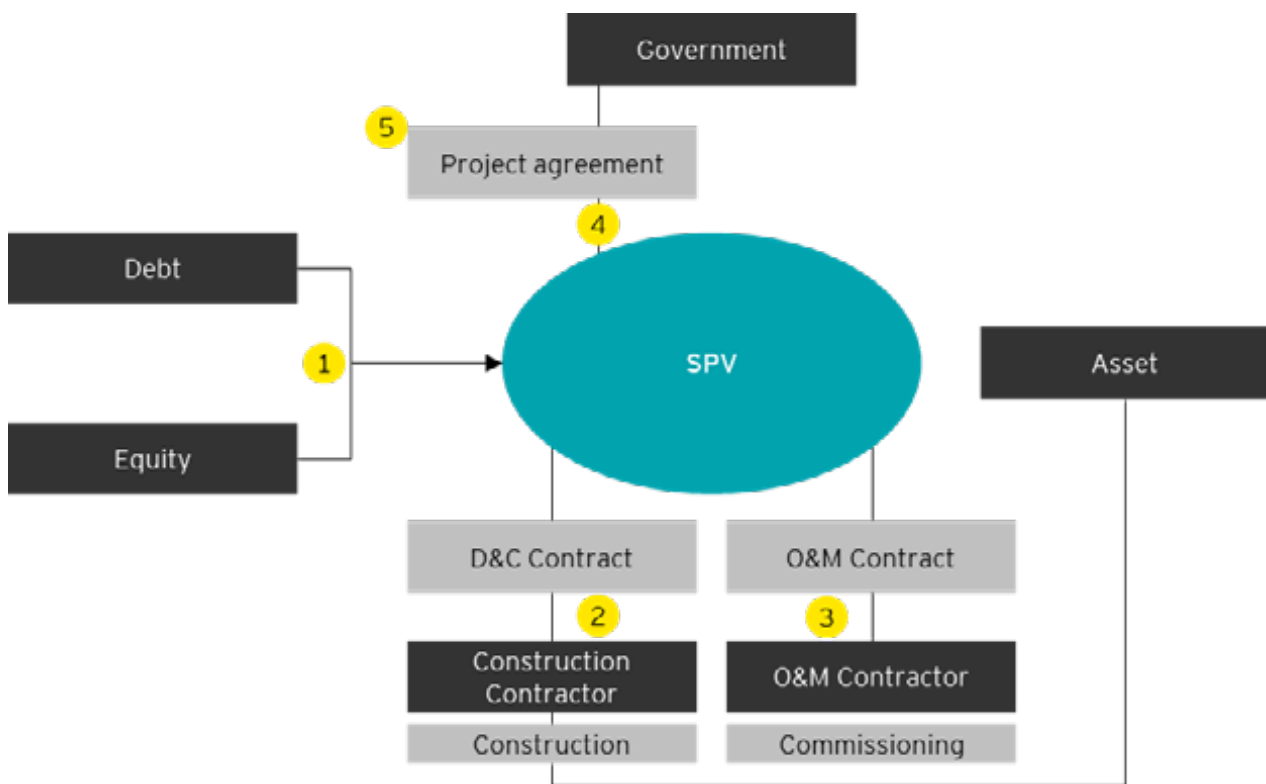 Government
5
Project agreement
4
Debt
1
SPV
Asset
Equity
D&C Contract
O&M Contract
2
3
Construction
Contractor
O&M Contractor
Construction
Commissioning